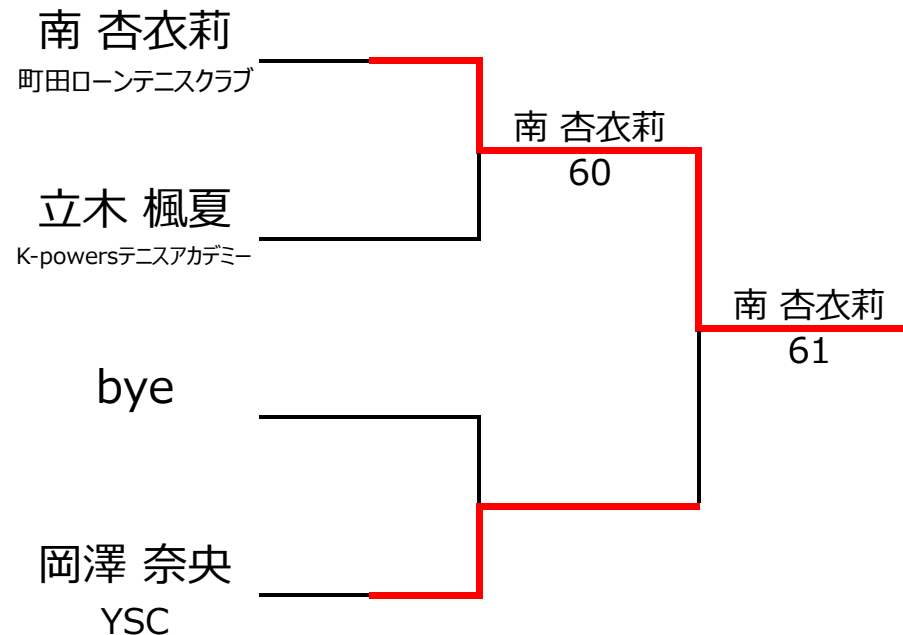 南 杏衣莉
町田ローンテニスクラブ
南 杏衣莉
60
立木 楓夏
K-powersテニスアカデミー
南 杏衣莉
61
bye
岡澤 奈央
YSC